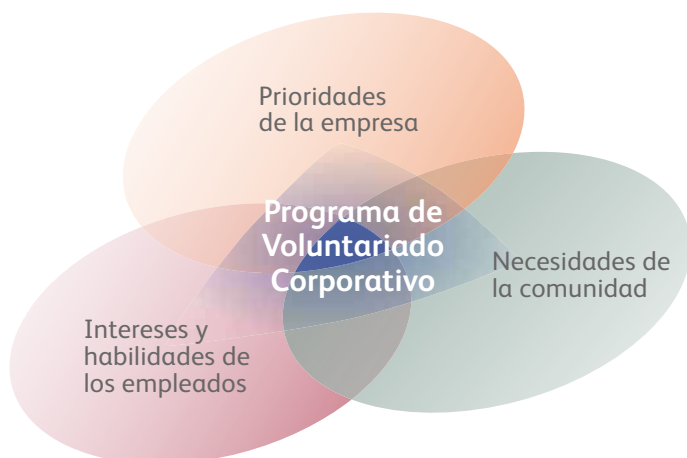 Prioridades
de la empresa
Programa de
Voluntariado
Corporativo
Necesidades de
la comunidad
Intereses y
habilidades de
los empleados